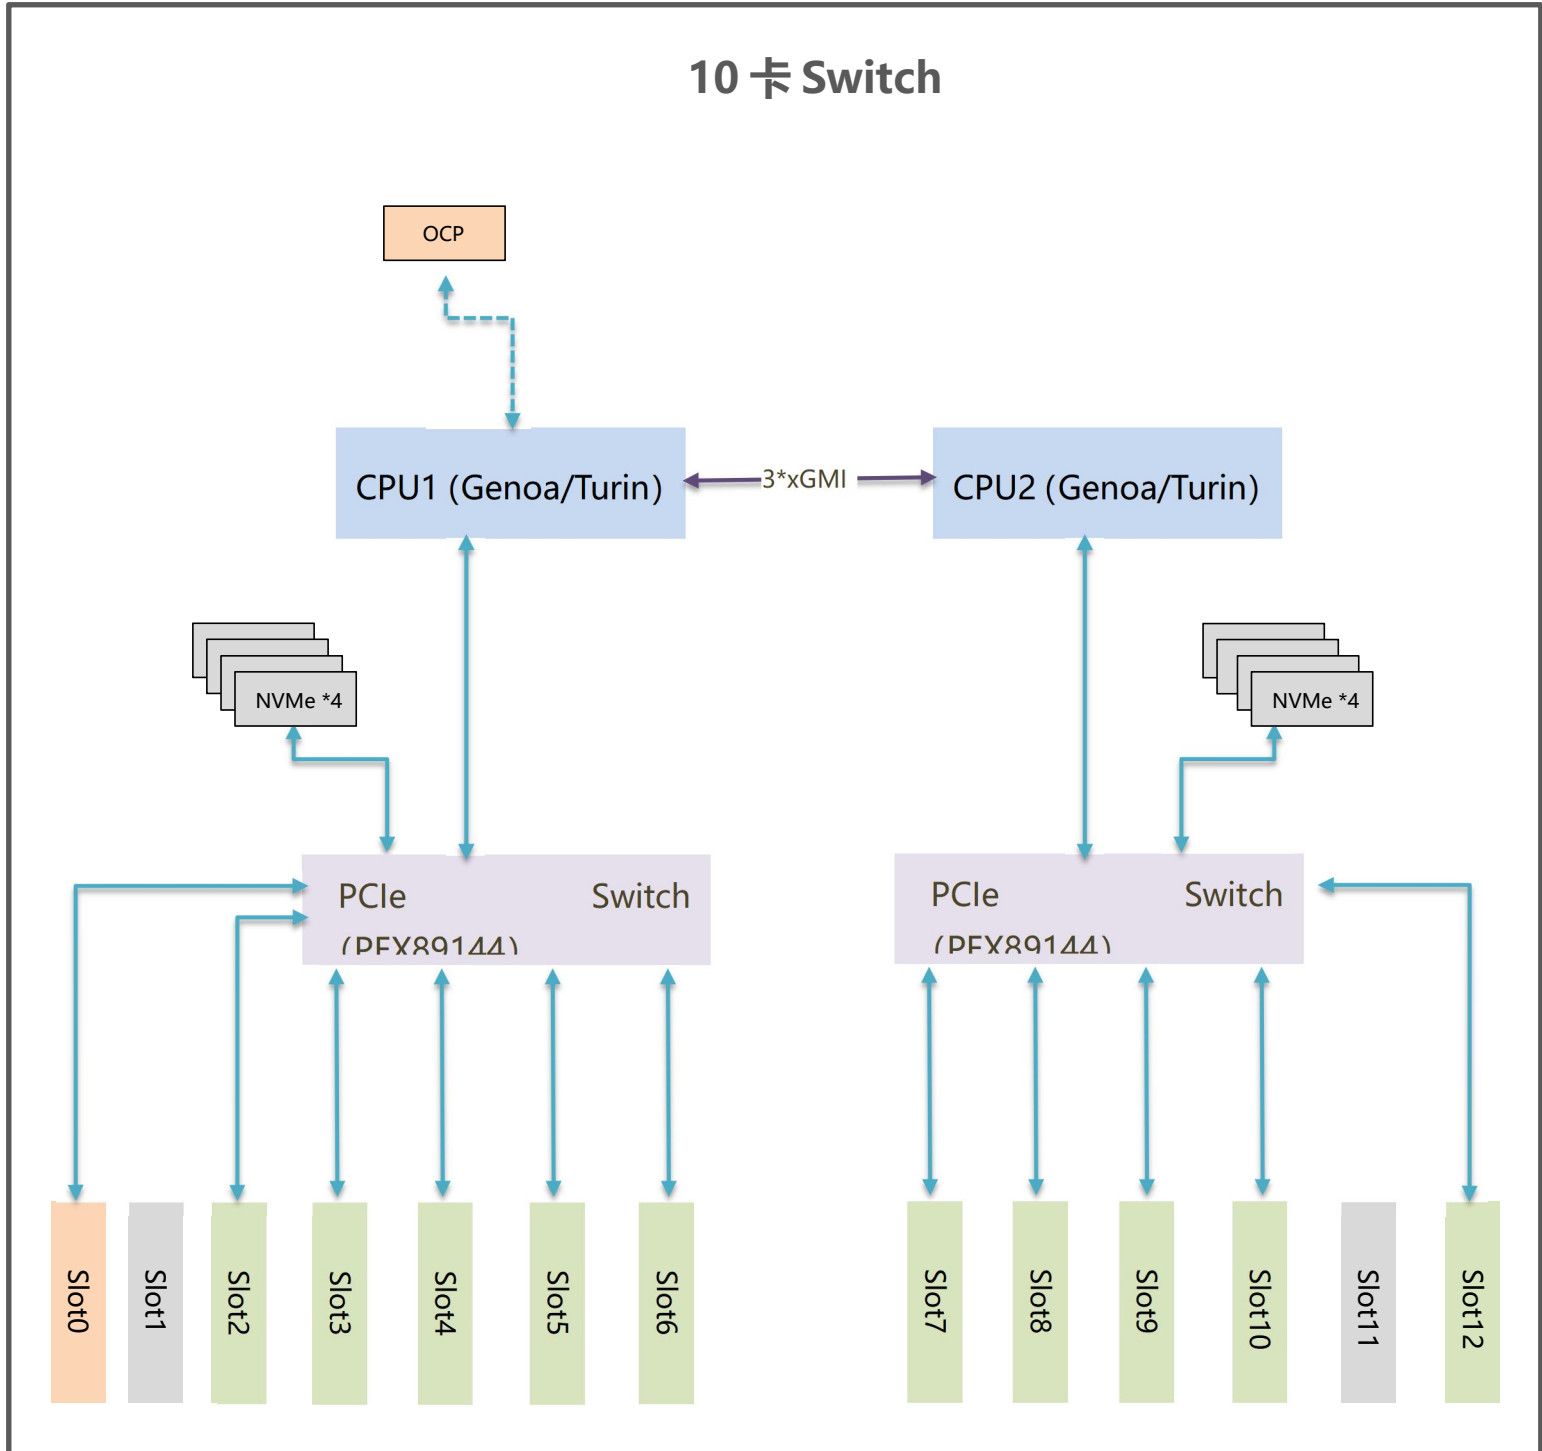 10 卡 Switch
OCP
CPU1 (Genoa/Turin)
3*xGMI
CPU2 (Genoa/Turin)
NVMe *4
NVMe *4
PCIe Switch
(PEX89144)
PCIe Switch
(PEX89144)
Slot0
Slot1
Slot2
Slot3
Slot4
Slot5
Slot6
Slot7
Slot8
Slot9
Slot10
Slot11
Slot12